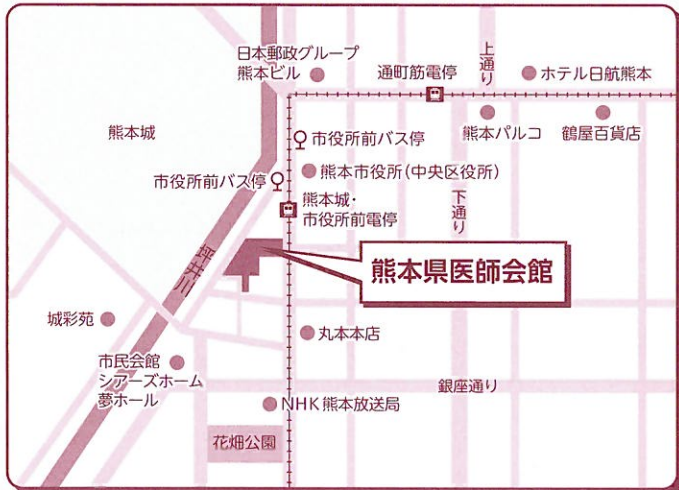 日本郵政グループ
熊本ビル
通町筋電停
上通り
ホテル日航熊本
熊本城
市役所前バス停
熊本パルコ
鶴屋百貨店
市役所前バス停
熊本市役所(中央区役所)
熊本城・
市役所前電停
下通り
坪井川
熊本県医師会館
城彩苑
丸本本店
市民会館
シアーズホーム
夢ホール
銀座通り
NHK熊本放送局
花畑公園